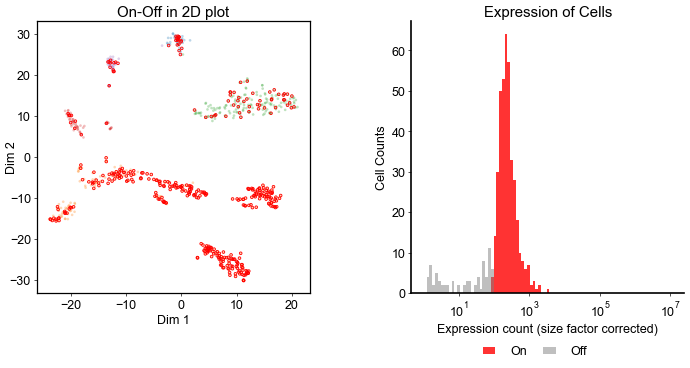 On-Off in 2D plot
30
20
10
0
−10
−20
−30
Dim 2
−20 −10 0 10 20
Dim 1
Expression of Cells
60
50
40
30
20
10
0
Cell Counts
10^1 10^3 10^5 10^7
Expression count (size factor corrected)
On Off